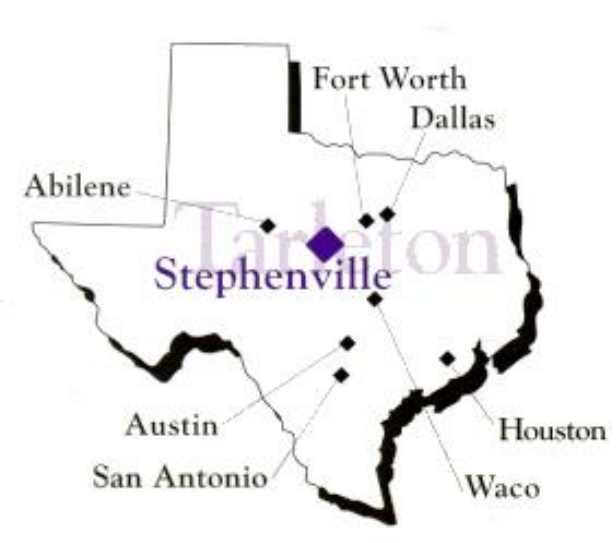 Fort Worth
Dallas
Abilene
Tarleton
Stephenville
Austin
Houston
San Antonio
Waco